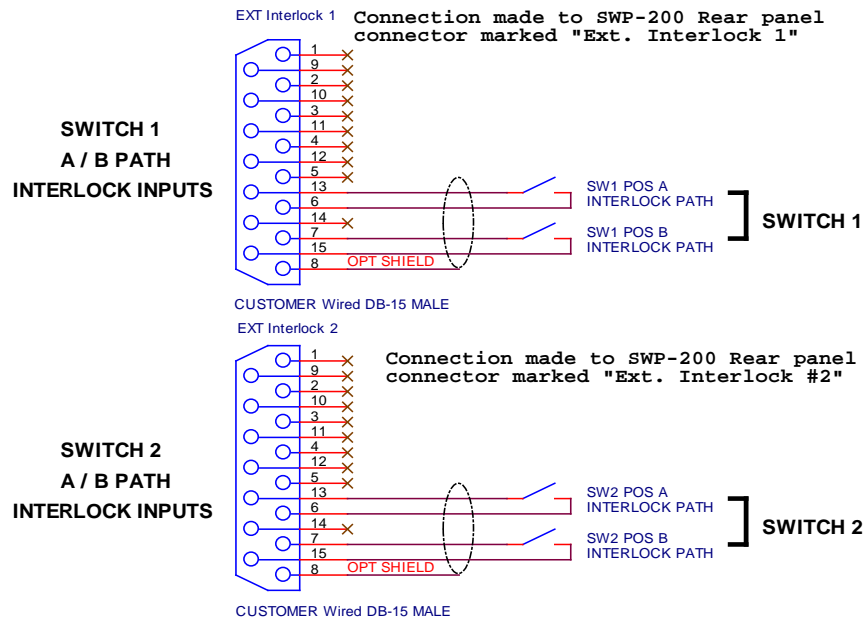 EXT Interlock 1
Connection made to SWP-200 Rear panel
connector marked "Ext. Interlock 1"
SWITCH 1
A / B PATH
INTERLOCK INPUTS
1
9
2
10
3
11
4
12
5
13
6
14
7
15
8
OPT SHIELD
SW1 POS A
INTERLOCK PATH
SW1 POS B
INTERLOCK PATH
SWITCH 1
CUSTOMER Wired DB-15 MALE
EXT Interlock 2
Connection made to SWP-200 Rear panel
connector marked "Ext. Interlock #2"
SWITCH 2
A / B PATH
INTERLOCK INPUTS
1
9
2
10
3
11
4
12
5
13
6
14
7
15
8
OPT SHIELD
SW2 POS A
INTERLOCK PATH
SW2 POS B
INTERLOCK PATH
SWITCH 2
CUSTOMER Wired DB-15 MALE